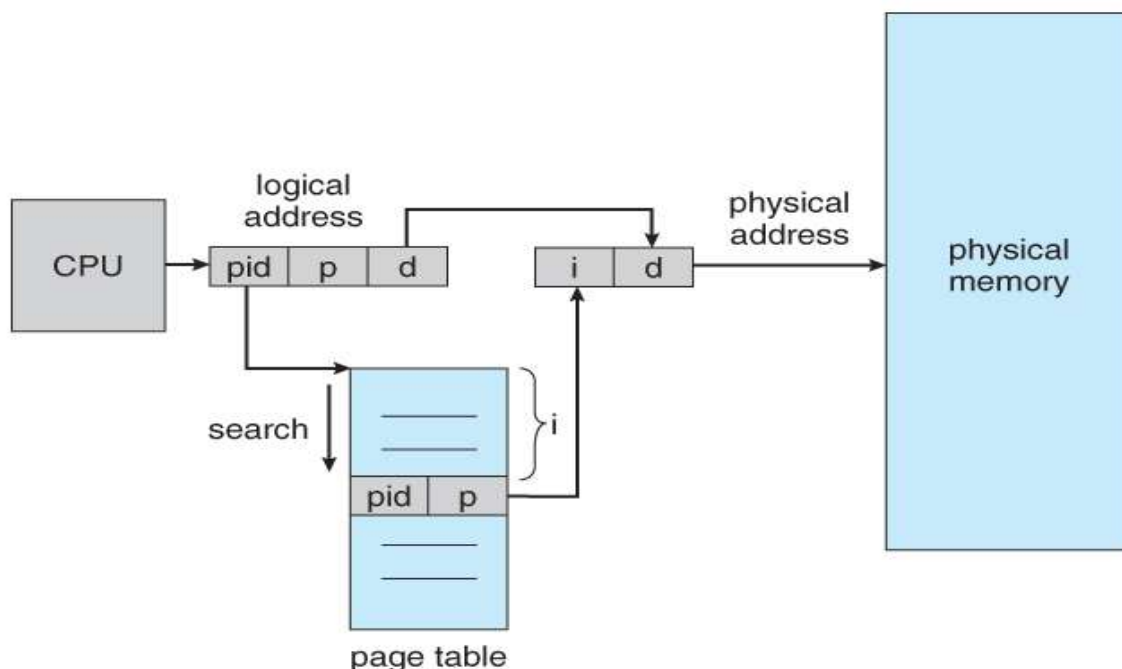 logical
address
CPU
pid p d
i d
physical
address
physical
memory
search
i
pid p
page table